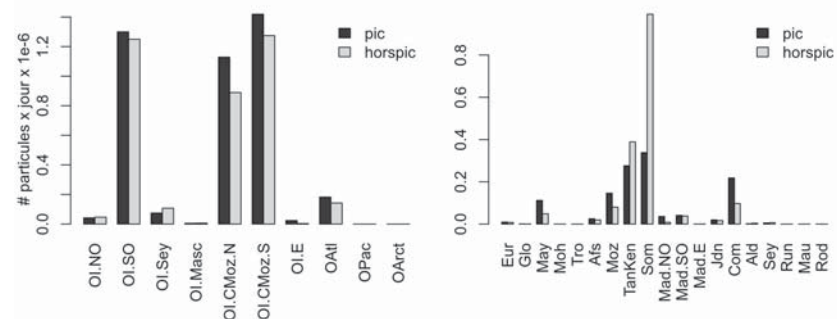 # particules x jour x 1e-6
1.2
0.8
0.4
0.0
pic
horspic
OI.NO
OI.SO
OI.Sey
OI.Masc
OI.CMoz.N
OI.CMoz.S
OI.E
OAtl
OPac
OArct
0.8
0.6
0.4
0.2
0.0
pic
horspic
Eur
Glo
May
Moh
Tro
Afs
Moz
TanKen
Som
Mad.NO
Mad.SO
Mad.E
Jdn
Com
Ald
Sey
Run
Mau
Rod